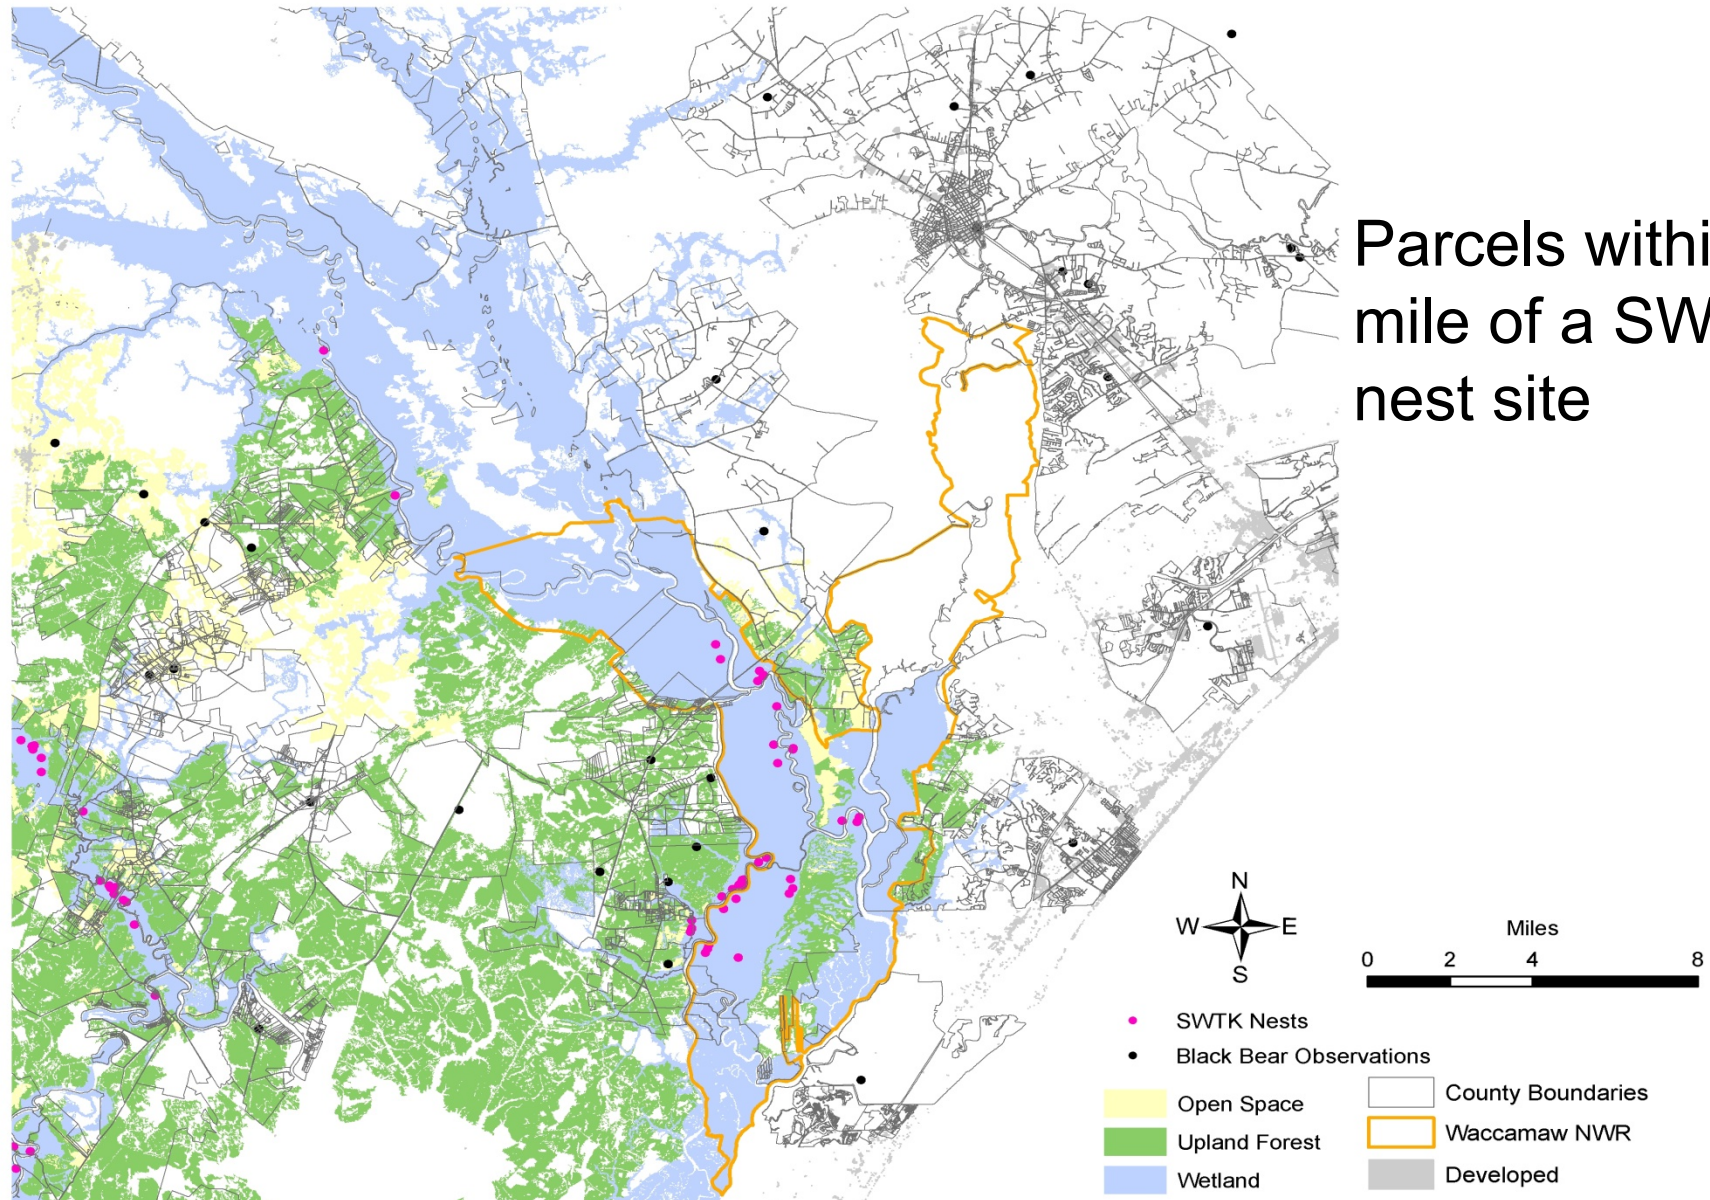 Parcels withi
mile of a SW
nest site
N
W E
S
Miles
0 2 4 8
SWTK Nests
Black Bear Observations
Open Space
Upland Forest
Wetland
County Boundaries
Waccamaw NWR
Developed